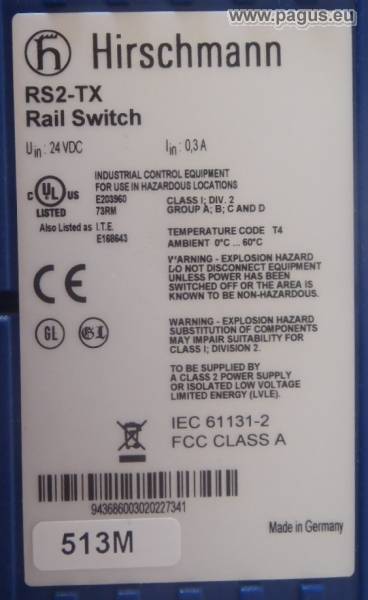 www.pagus.eu
h Hirschmann
RS2-TX
Rail Switch
Uin: 24 VDC Iin: 0,3 A
INDUSTRIAL CONTROL EQUIPMENT
FOR USE IN HAZARDOUS LOCATIONS
C UL US E203960 CLASS I; DIV. 2
LISTED 73RM GROUP A; B; C AND D
Also Listed as I.T.E. TEMPERATURE CODE T4
E168643 AMBIENT 0°C ... 60°C
WARNING - EXPLOSION HAZARD
DO NOT DISCONNECT EQUIPMENT
UNLESS POWER HAS BEEN
SWITCHED OFF OR THE AREA IS
KNOWN TO BE NON-HAZARDOUS.
CE
GL GL
WARNING - EXPLOSION HAZARD
SUBSTITUTION OF COMPONENTS
MAY IMPAIR SUITABILITY FOR
CLASS I; DIVISION 2.
TO BE SUPPLIED BY
A CLASS 2 POWER SUPPLY
OR ISOLATED LOW VOLTAGE
LIMITED ENERGY (LVLE).
IEC 61131-2
FCC CLASS A
943686003020227341
513M
Made in Germany